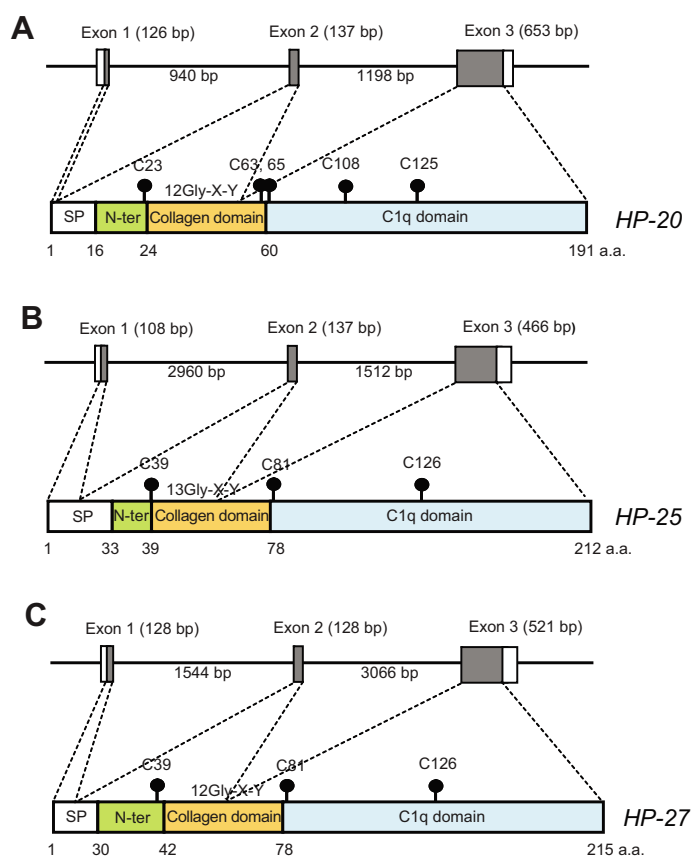 A
Exon 1 (126 bp) Exon 2 (137 bp) Exon 3 (653 bp)
940 bp 1198 bp
C23 C63, 65 C108 C125
12Gly-X-Y
SP N-ter Collagen domain C1q domain HP-20
1 16 24 60 191 a.a.
B
Exon 1 (108 bp) Exon 2 (137 bp) Exon 3 (466 bp)
2960 bp 1512 bp
C39 C81 C126
13Gly-X-Y
SP N-ter Collagen domain C1q domain HP-25
1 33 39 78 212 a.a.
C
Exon 1 (128 bp) Exon 2 (128 bp) Exon 3 (521 bp)
1544 bp 3066 bp
C39 C81 C126
12Gly-X-Y
SP N-ter Collagen domain C1q domain HP-27
1 30 42 78 215 a.a.